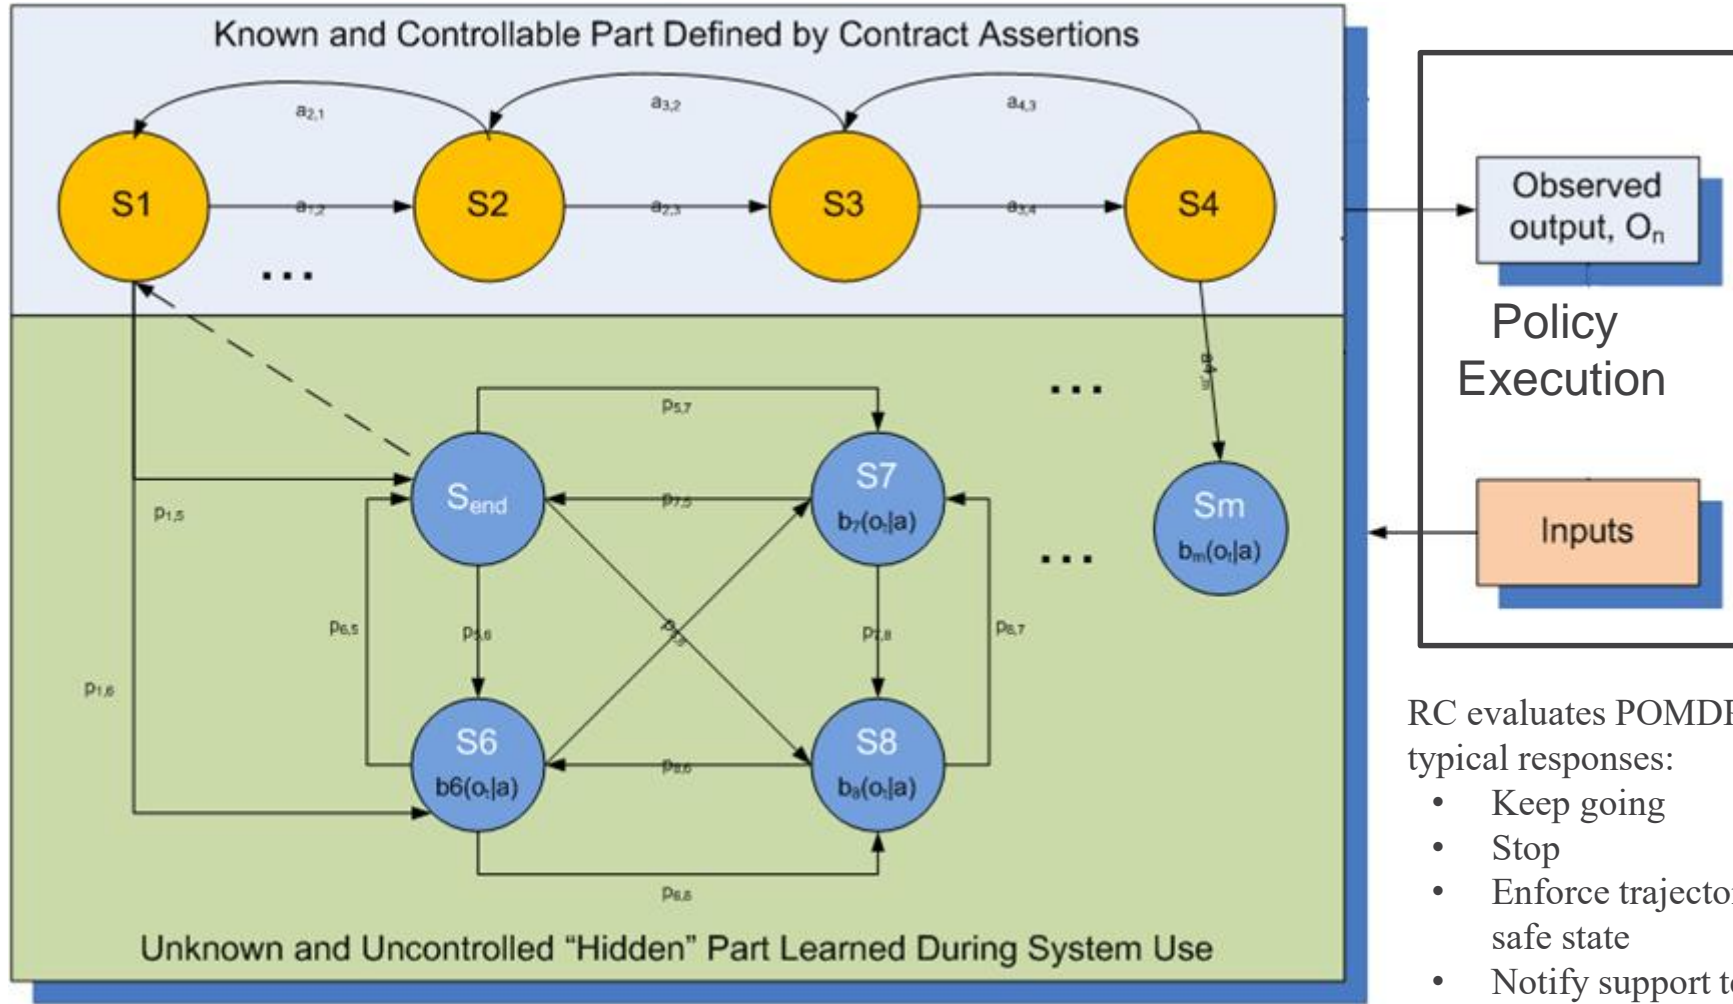 Known and Controllable Part Defined by Contract Assertions
a2,1
a3,2
a4,3
S1
a1,2
S2
a2,3
S3
a3,4
S4
...
Observed
output, On
Policy
Execution
Inputs
a4,m
...
p5,7
Send
p7,5
S7
b7(ot|a)
...
Sm
bm(ot|a)
p1,5
p6,5
p5,6
p7,8
p8,7
p1,6
S6
b6(ot|a)
p8,6
S8
b8(ot|a)
p6,8
Unknown and Uncontrolled “Hidden” Part Learned During System Use
RC evaluates
typical responses:
• Keep going
• Stop
• Enforce
safe state
• Notify support